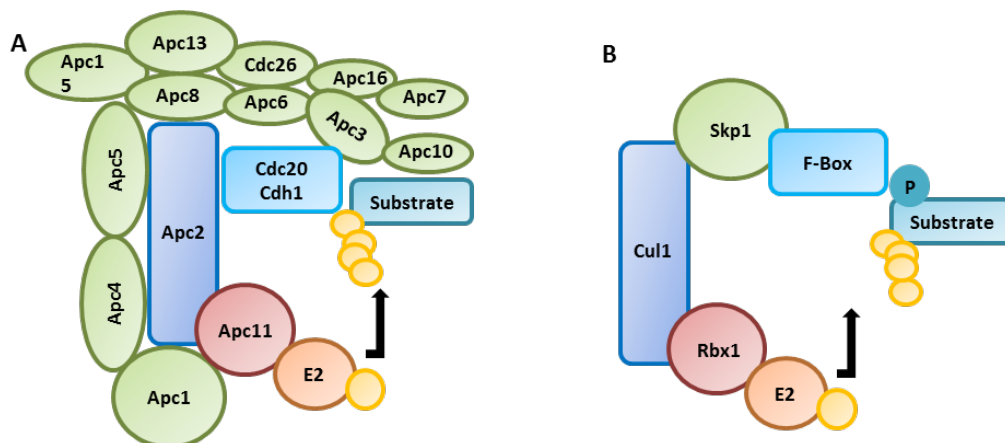 A
Apc13
Apc1
5
Cdc26
Apc16
Apc7
Apc8
Apc6
Apc3
Apc10
Apc5
Cdc20
Cdh1
Substrate
Apc2
Apc4
Apc11
E2
Apc1
B
Skp1
F-Box
P
Substrate
Cul1
Rbx1
E2